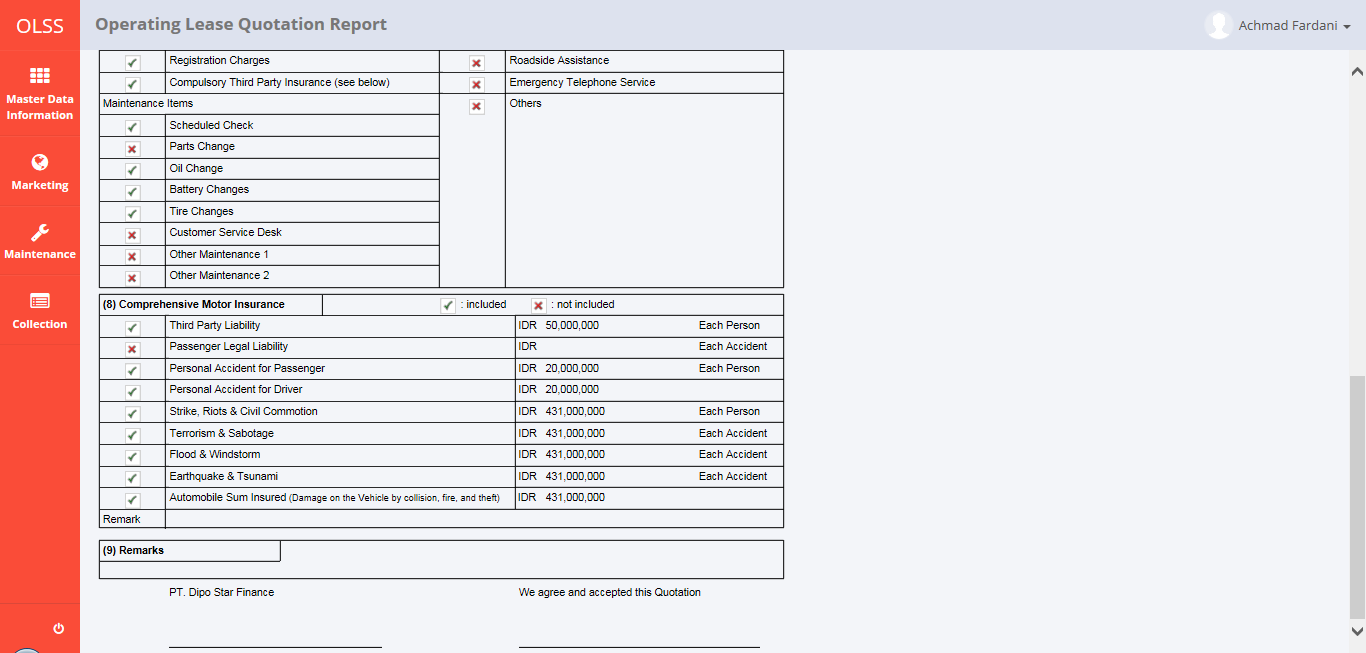 OLSS
Operating Lease Quotation Report
Achmad Fardani
Master Data
Information
Marketing
Maintenance
Collection
Registration Charges
Roadside Assistance
Compulsory Third Party Insurance (see below)
Emergency Telephone Service
Maintenance Items
Others
Scheduled Check
Parts Change
Oil Change
Battery Changes
Tire Changes
Customer Service Desk
Other Maintenance 1
Other Maintenance 2
(8) Comprehensive Motor Insurance : included : not included
Third Party Liability IDR 50,000,000 Each Person
Passenger Legal Liability IDR Each Accident
Personal Accident for Passenger IDR 20,000,000 Each Person
Personal Accident for Driver IDR 20,000,000
Strike, Riots & Civil Commotion IDR 431,000,000 Each Person
Terrorism & Sabotage IDR 431,000,000 Each Accident
Flood & Windstorm IDR 431,000,000 Each Accident
Earthquake & Tsunami IDR 431,000,000 Each Accident
Automobile Sum Insured (Damage on the Vehicle by collision, fire, and theft) IDR 431,000,000
Remark
(9) Remarks
PT. Dipo Star Finance
We agree and accepted this Quotation